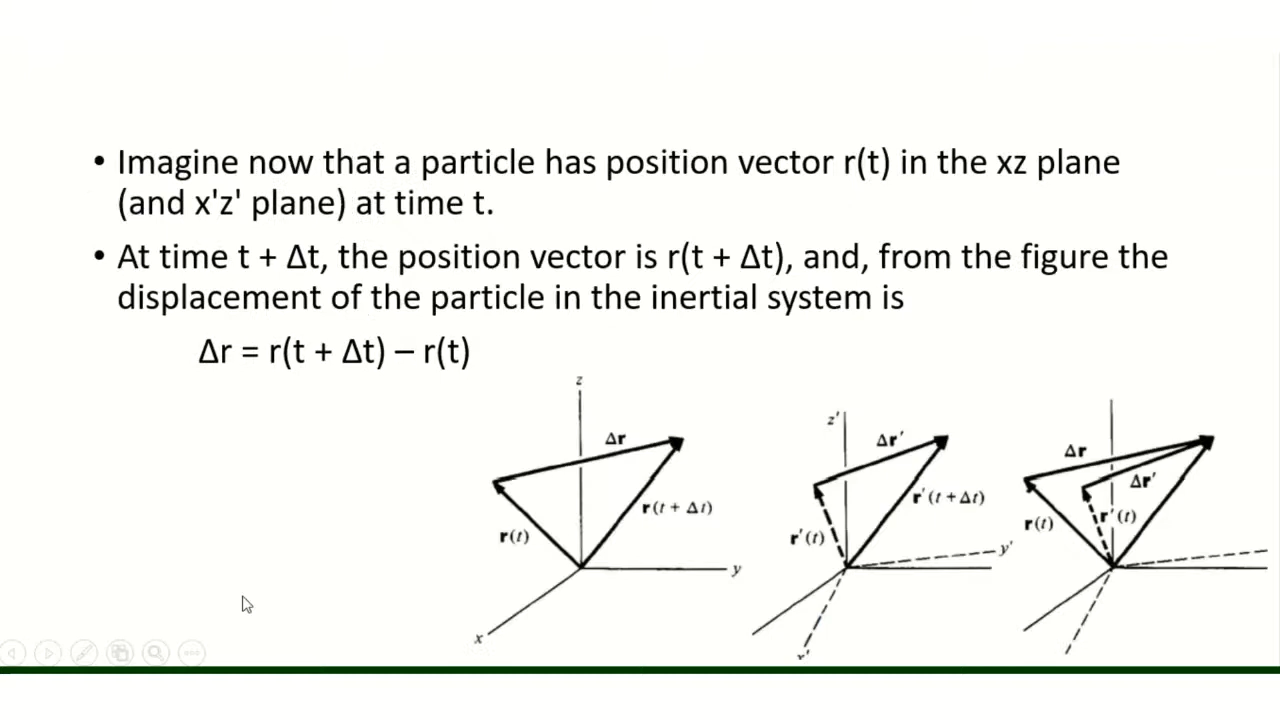 • Imagine now that a particle has position vector r(t) in the xz plane
(and x'z' plane) at time t.
• At time t + Δt, the position vector is r(t + Δt), and, from the figure the
displacement of the particle in the inertial system is
Δr = r(t + Δt) – r(t)
z
Δr
r(t)
r(t + Δt)
y
x
z'
Δr'
r'(t)
r'(t + Δt)
y'
x'
Δr
Δr'
r(t)
r'(t)